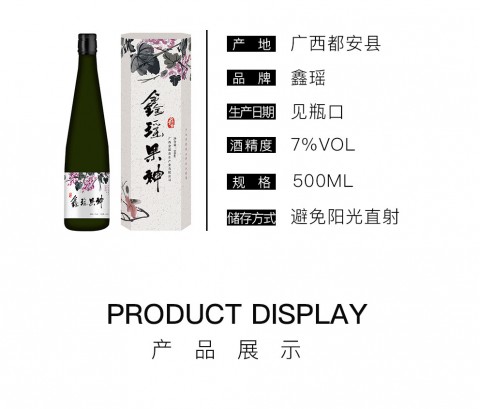 产地 广西都安县
品牌 鑫瑶
生产日期 见瓶口
酒精度 7%VOL
规格 500ML
储存方式 避免阳光直射
鑫瑶果神
鑫瑶果神
PRODUCT DISPLAY
产品展示